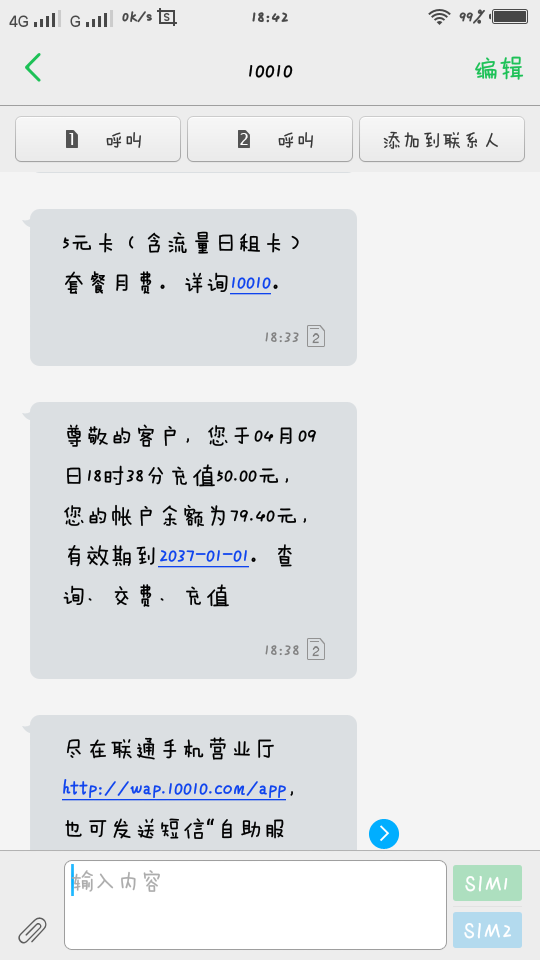 4G G 0k/s 18:42 99%
10010 编辑
1 呼叫 2 呼叫 添加到联系人
5元卡（含流量日租卡）
套餐月费。详询10010。
18:33 2
尊敬的客户，您于04月09
日18时38分充值50.00元，
您的帐户余额为79.40元，
有效期到2037-01-01。查
询、交费、充值
18:38 2
尽在联通手机营业厅
http://wap.10010.com/app，
也可发送短信“自助服
输入内容
SIM1
SIM2